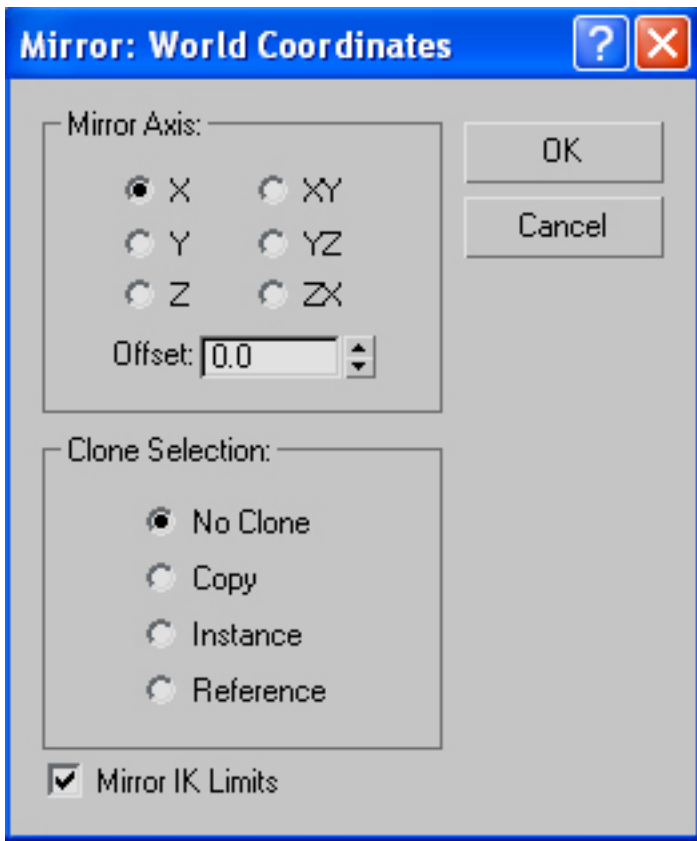 Mirror: World Coordinates
Mirror Axis:
X XY
Y YZ
Z ZX
Offset: 0.0
OK
Cancel
Clone Selection:
No Clone
Copy
Instance
Reference
Mirror IK Limits